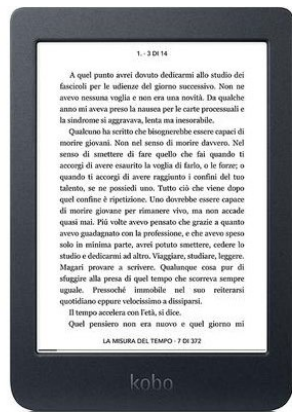 1. - 3 DI 14
A quel punto avrei dovuto dedicarmi allo studio dei
fascicoli per le udienze del giorno successivo. Non ne
avevo nessuna voglia e non era una novità. Da qualche
anno mi aveva preso la nausea per le carte processuali e
la sindrome si aggravava, lenta ma inesorabile.
Qualcuno ha scritto che bisognerebbe essere capaci di
morire giovani. Non nel senso di morire davvero. Nel
senso di smettere di fare quello che fai quando ti
accorgi di avere esaurito la voglia di farlo, o le forze; o
quando ti accorgi di avere raggiunto i confini del tuo
talento, se ne possiedi uno. Tutto ciò che viene dopo
quel confine è ripetizione. Uno dovrebbe essere capace
di morire giovane per rimanere vivo, ma non accade
quasi mai. Più volte avevo pensato che grazie a quanto
avevo guadagnato con la professione, e che avevo speso
solo in minima parte, avrei potuto smettere, cedere lo
studio e dedicarmi ad altro. Viaggiare, studiare, leggere.
Magari provare a scrivere. Qualunque cosa pur di
sfuggire alla presa di quel tempo che scorreva sempre
uguale. Pressoché immobile nel suo reiterarsi
quotidiano eppure velocissimo a dissiparsi.
Il tempo accelera con l'età, si dice.
Quel pensiero non era nuovo e quel giorno mi
LA MISURA DEL TEMPO · 7 DI 372
kobo